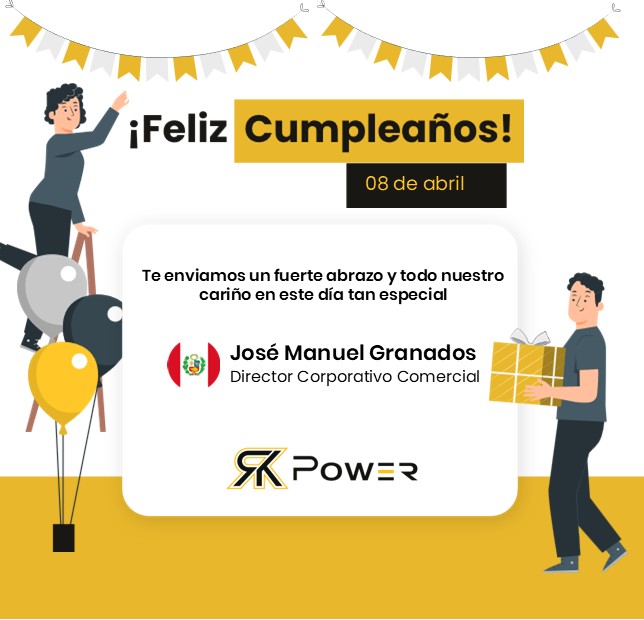 ¡Feliz Cumpleaños!
08 de abril
Te enviamos un fuerte abrazo y todo nuestro
cariño en este día tan especial
José Manuel Granados
Director Corporativo Comercial
RK Power